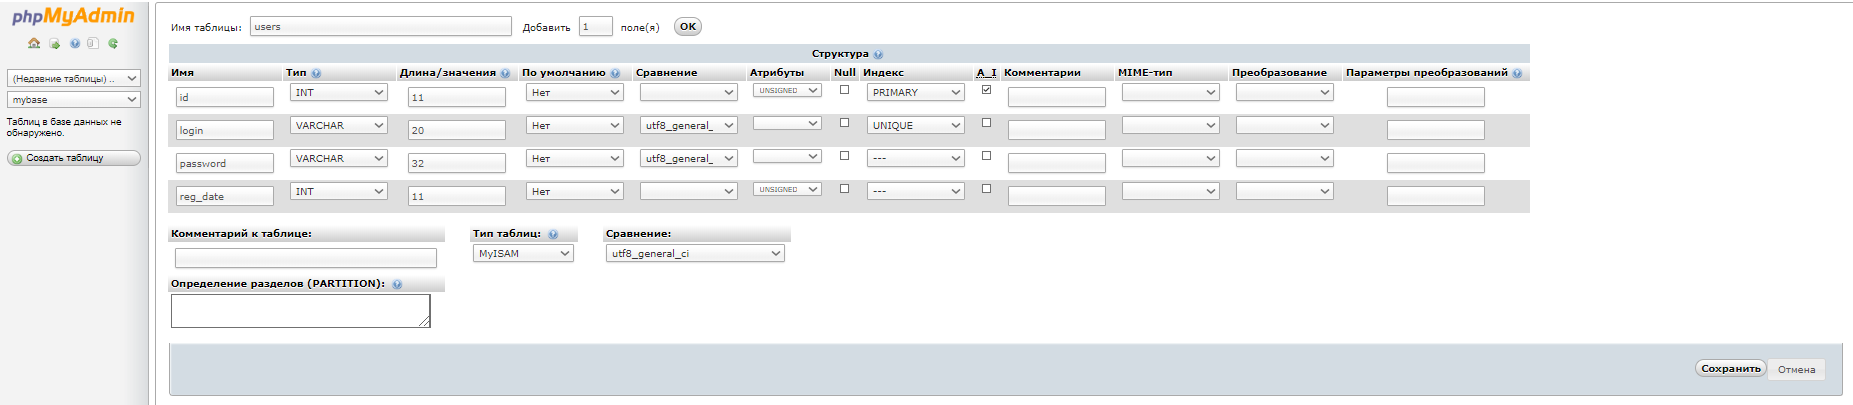 phpMyAdmin
(Недавние таблицы) ..
mybase
Таблиц в базе данных не
обнаружено.
Создать таблицу
Имя таблицы: users Добавить 1 поле(я) OK
Структура
Имя Тип Длина/значения По умолчанию Сравнение Атрибуты Null Индекс A_I Комментарии MIME-тип Преобразование Параметры преобразований
id INT 11 Нет UNSIGNED PRIMARY
login VARCHAR 20 Нет utf8_general_ UNIQUE
password VARCHAR 32 Нет utf8_general_ ---
reg_date INT 11 Нет UNSIGNED ---
Комментарий к таблице: Тип таблиц: Сравнение:
MyISAM utf8_general_ci
Определение разделов (PARTITION):
Сохранить Отмена